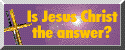 Is Jesus Christ
the answer?